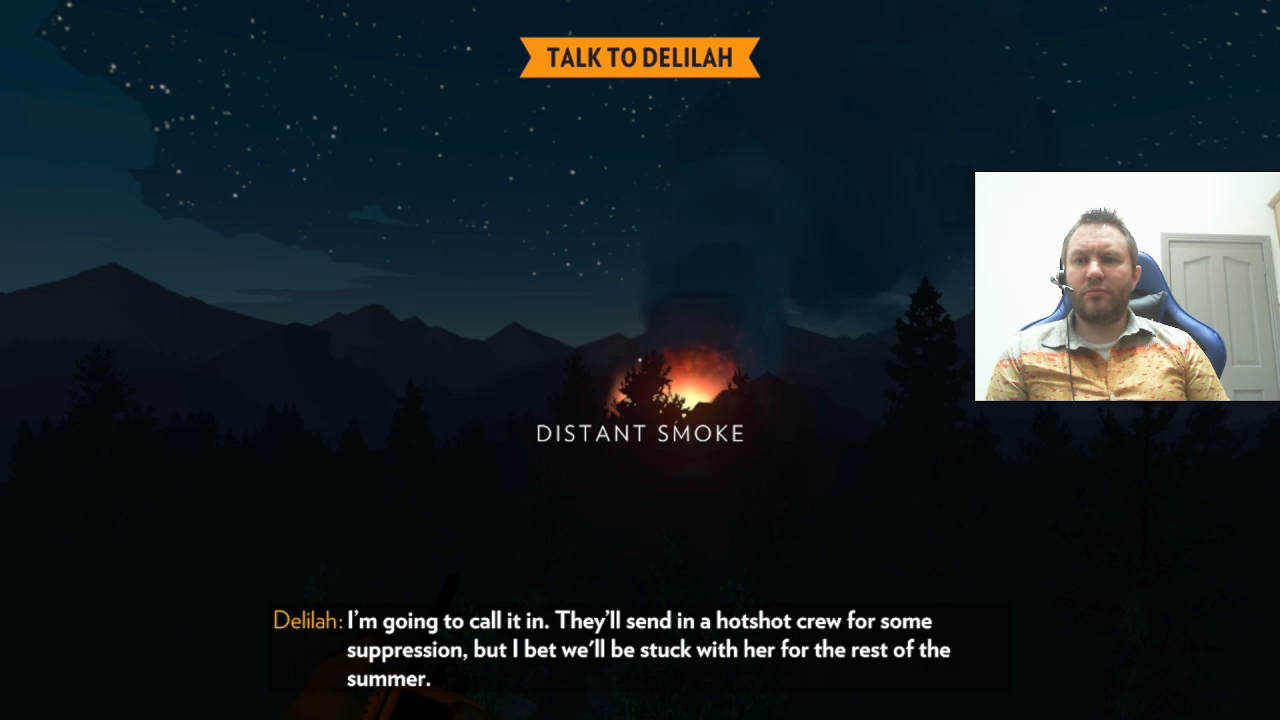 TALK TO DELILAH
DISTANT SMOKE
Delilah: I'm going to call it in. They'll send in a hotshot crew for some
suppression, but I bet we'll be stuck with her for the rest of the
summer.